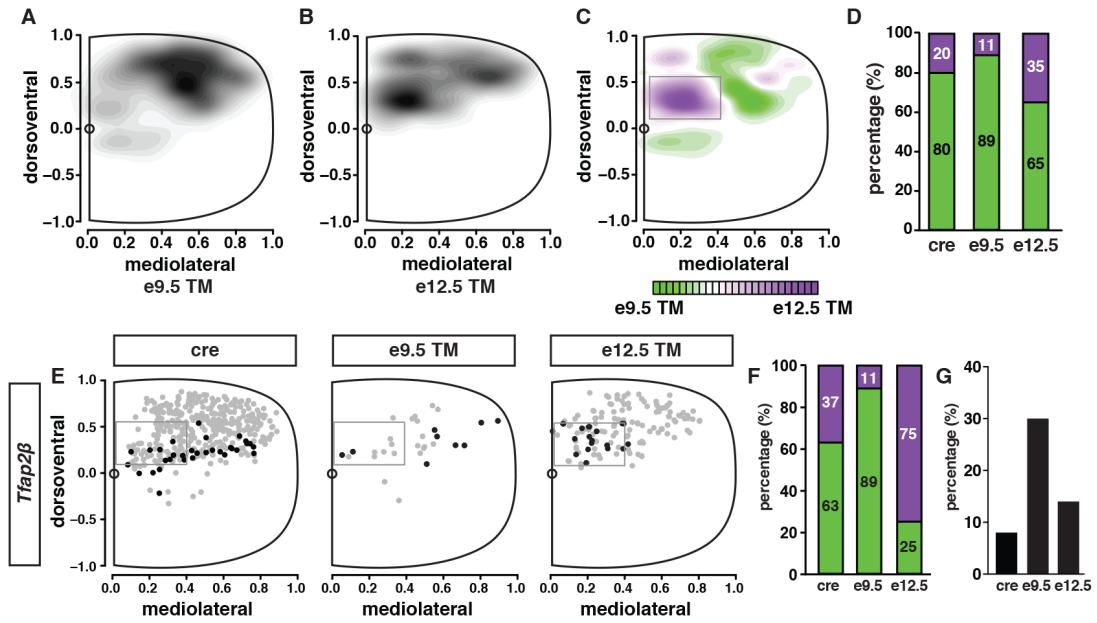 A
B
C
D
dorsoventral
1.0
0.5
0.0
−0.5
−1.0
0.0 0.2 0.4 0.6 0.8 1.0
mediolateral
e9.5 TM
dorsoventral
1.0
0.5
0.0
−0.5
−1.0
0.0 0.2 0.4 0.6 0.8 1.0
mediolateral
e12.5 TM
dorsoventral
1.0
0.5
0.0
−0.5
−1.0
0.0 0.2 0.4 0.6 0.8 1.0
mediolateral
e9.5 TM e12.5 TM
percentage (%)
100
80
60
40
20
0
20 11 35
80 89 65
cre e9.5 e12.5
cre e9.5 TM e12.5 TM
E
Tfap2β
dorsoventral
1.0
0.5
0.0
−0.5
−1.0
0.0 0.2 0.4 0.6 0.8 1.0
mediolateral
0.0 0.2 0.4 0.6 0.8 1.0
mediolateral
0.0 0.2 0.4 0.6 0.8 1.0
mediolateral
F
percentage (%)
100
80
60
40
20
0
37 11 75
63 89 25
cre e9.5 e12.5
G
percentage (%)
40
30
20
10
0
cre e9.5 e12.5